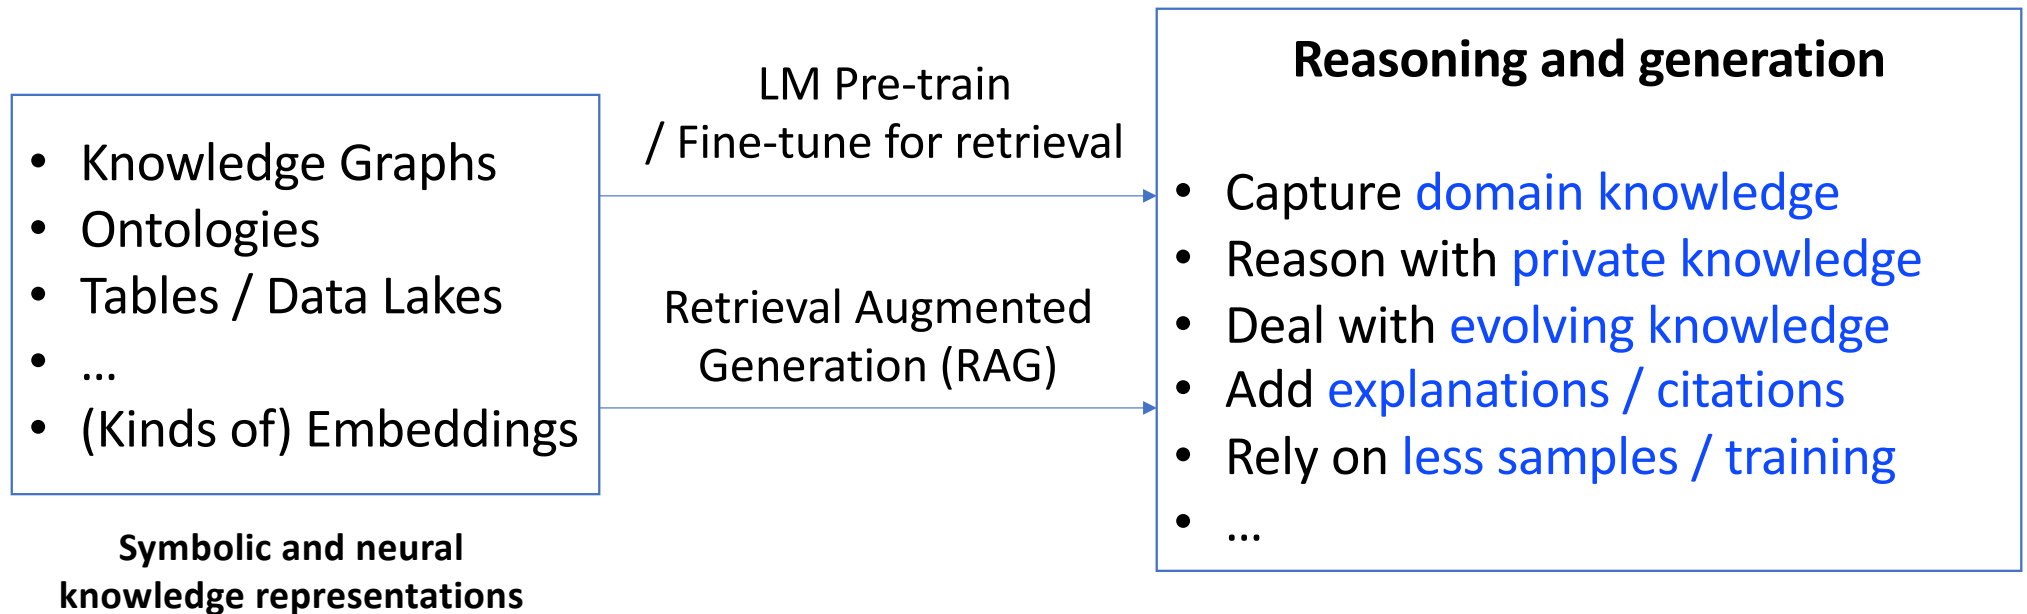 • Knowledge Graphs
• Ontologies
• Tables / Data Lakes
• ...
• (Kinds of) Embeddings
Symbolic and neural
knowledge representations
LM Pre-train
/ Fine-tune for retrieval
Retrieval Augmented
Generation (RAG)
Reasoning and generation
• Capture domain knowledge
• Reason with private knowledge
• Deal with evolving knowledge
• Add explanations / citations
• Rely on less samples / training
• ...